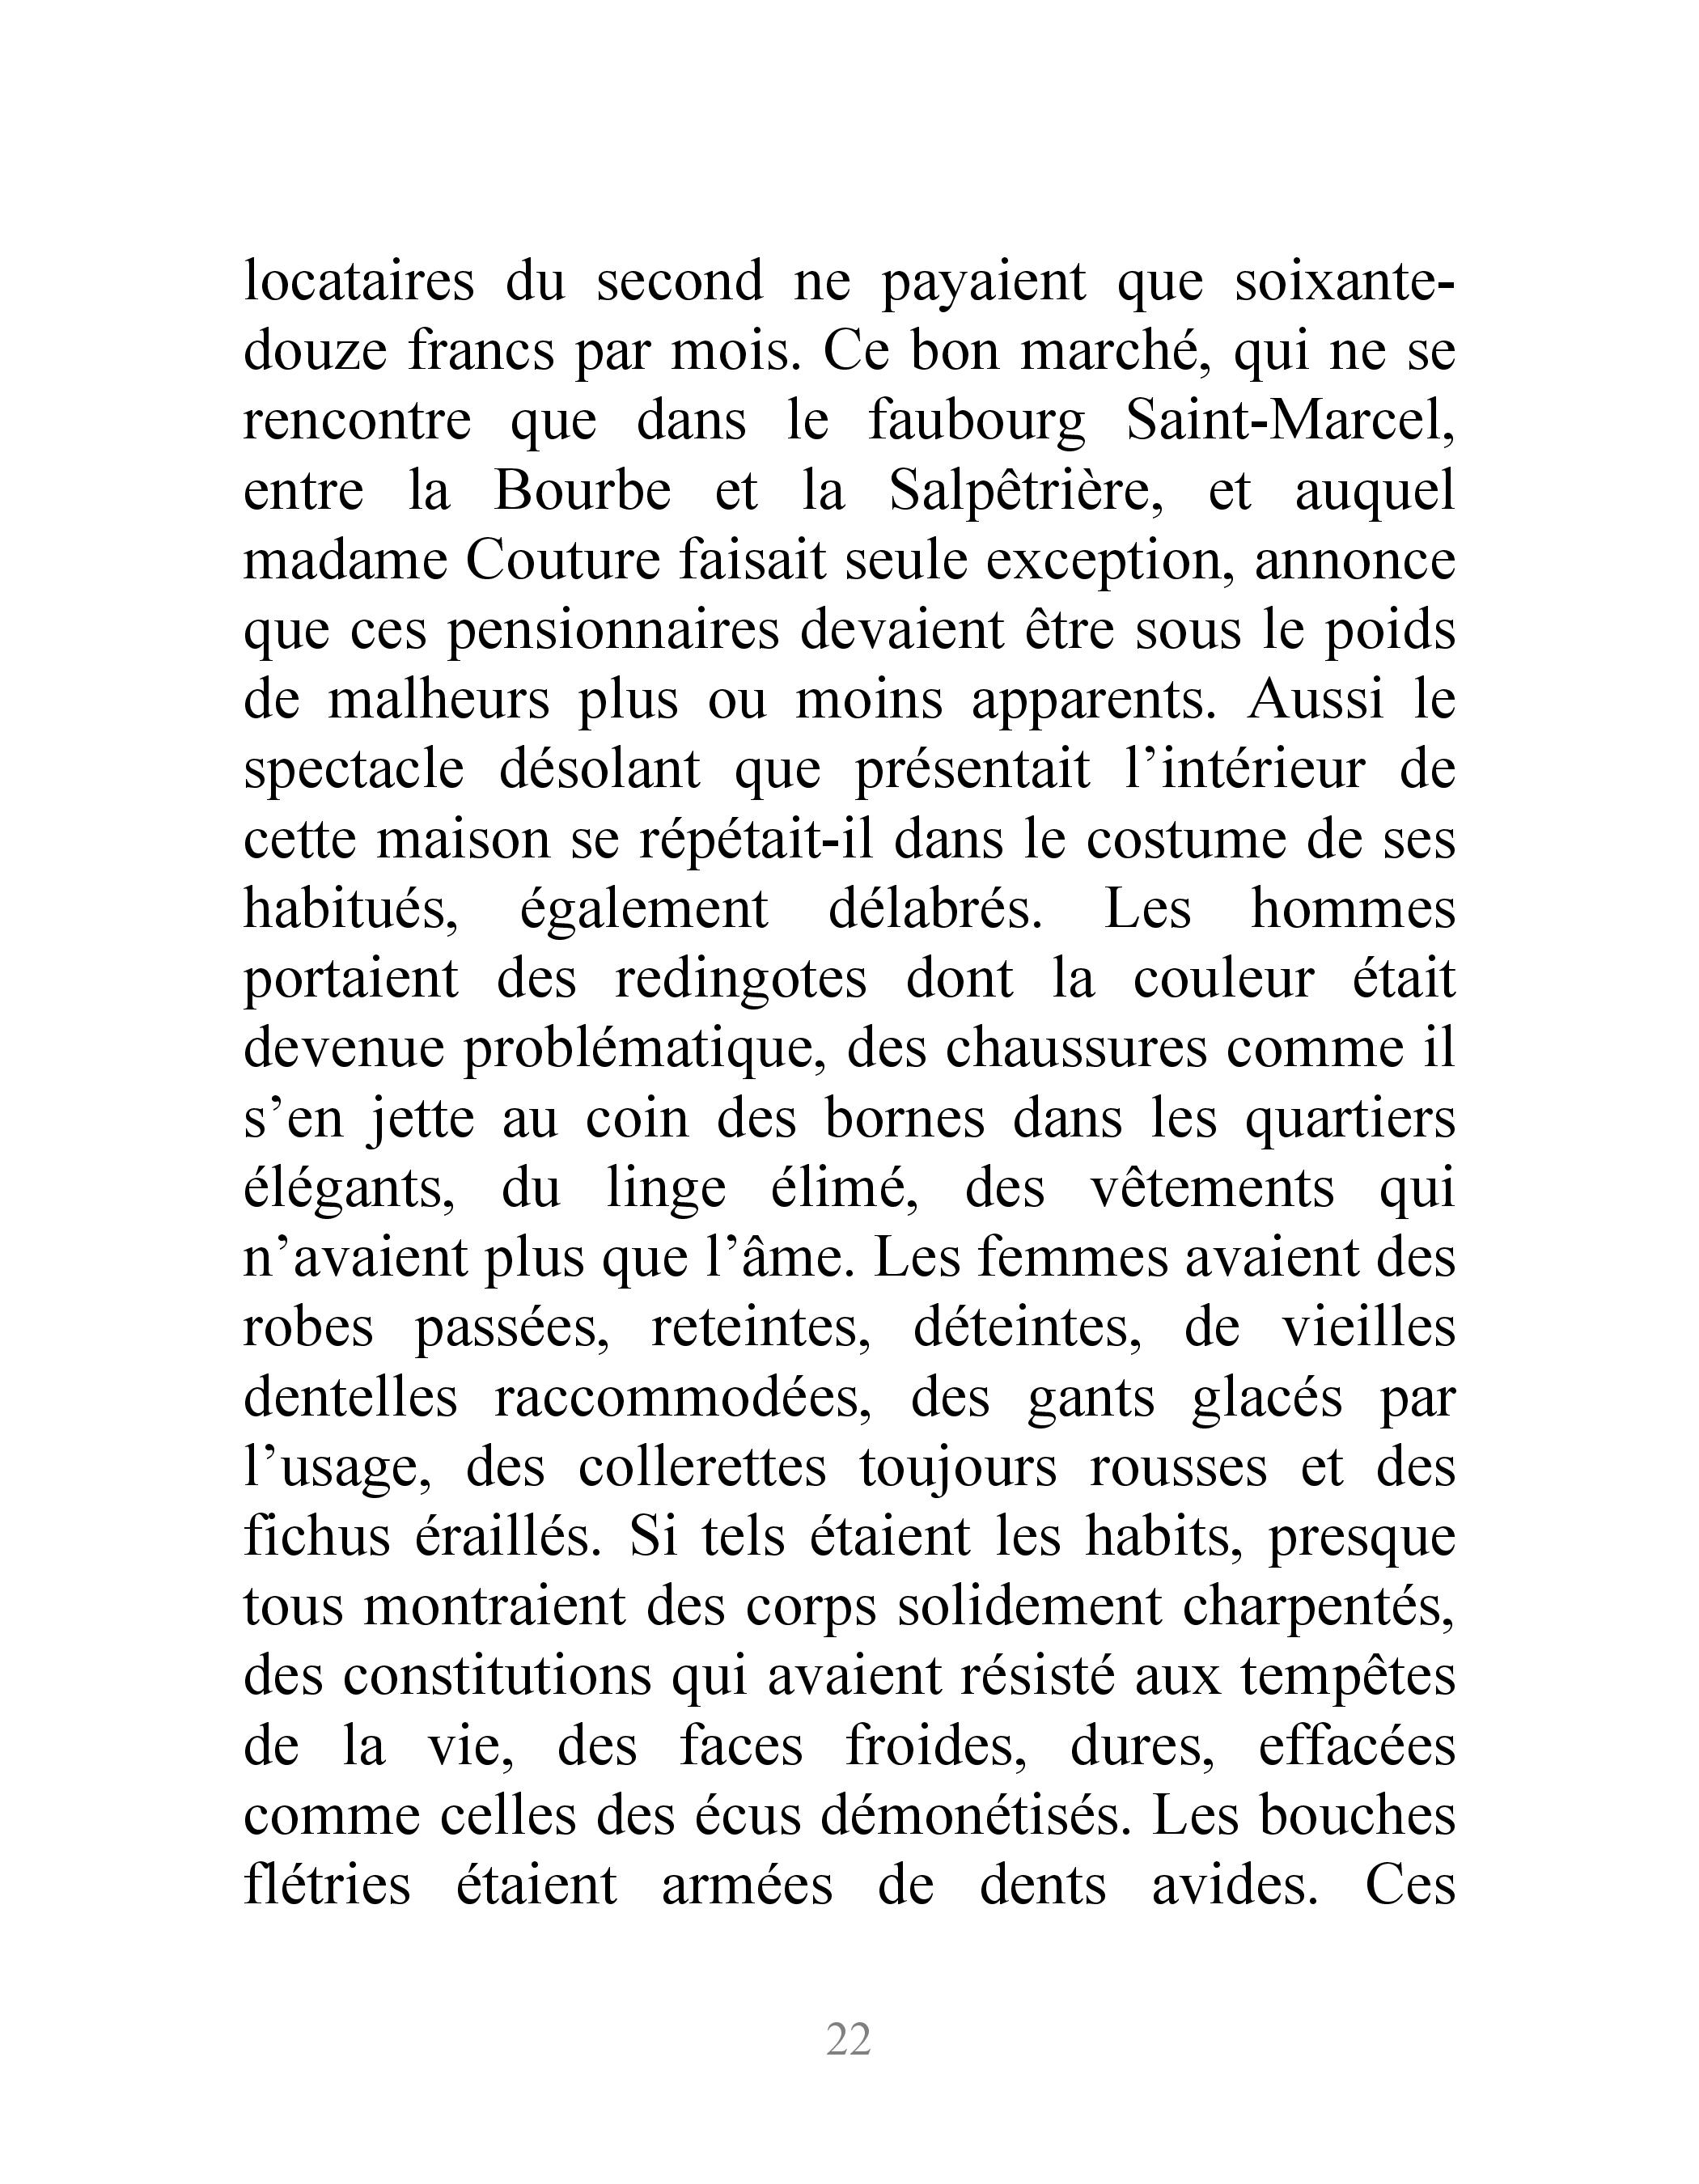 locataires du second ne payaient que soixante-
douze francs par mois. Ce bon marché, qui ne se
rencontre que dans le faubourg Saint-Marcel,
entre la Bourbe et la Salpêtrière, et auquel
madame Couture faisait seule exception, annonce
que ces pensionnaires devaient être sous le poids
de malheurs plus ou moins apparents. Aussi le
spectacle désolant que présentait l’intérieur de
cette maison se répétait-il dans le costume de ses
habitués, également délabrés. Les hommes
portaient des redingotes dont la couleur était
devenue problématique, des chaussures comme il
s’en jette au coin des bornes dans les quartiers
élégants, du linge élimé, des vêtements qui
n’avaient plus que l’âme. Les femmes avaient des
robes passées, reteintes, déteintes, de vieilles
dentelles raccommodées, des gants glacés par
l’usage, des collerettes toujours rousses et des
fichus éraillés. Si tels étaient les habits, presque
tous montraient des corps solidement charpentés,
des constitutions qui avaient résisté aux tempêtes
de la vie, des faces froides, dures, effacées
comme celles des écus démonétisés. Les bouches
flétries étaient armées de dents avides. Ces
22